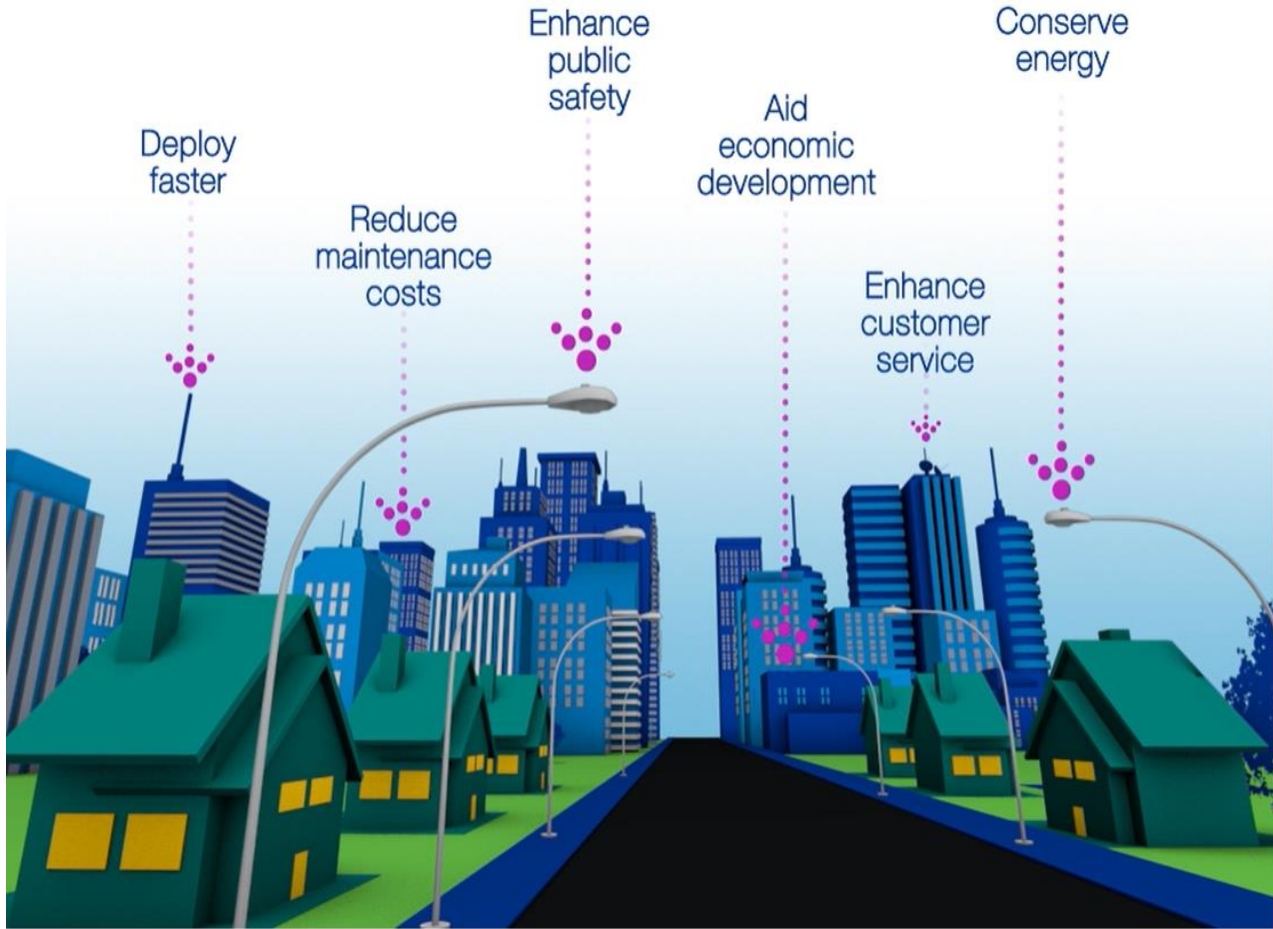 Deploy
faster
Reduce
maintenance
costs
Enhance
public
safety
Aid
economic
development
Enhance
customer
service
Conserve
energy